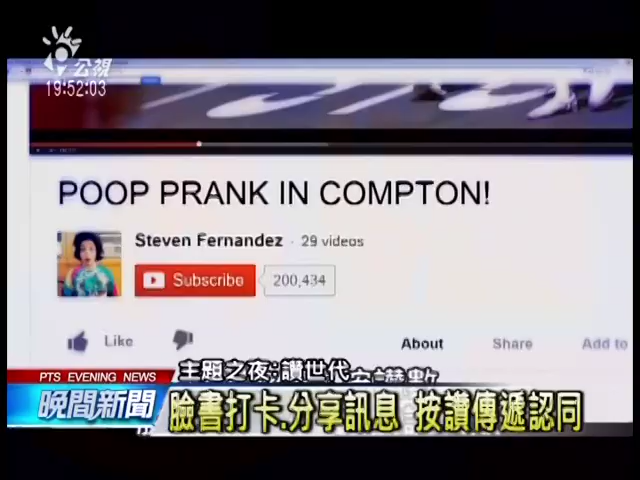 公視
19:52:03
POOP PRANK IN COMPTON!
Steven Fernandez · 29 videos
Subscribe 200,434
Like About Share Add to
主題之夜:讚世代
PTS EVENING NEWS
晚間新聞 臉書打卡.分享訊息 按讚傳遞認同